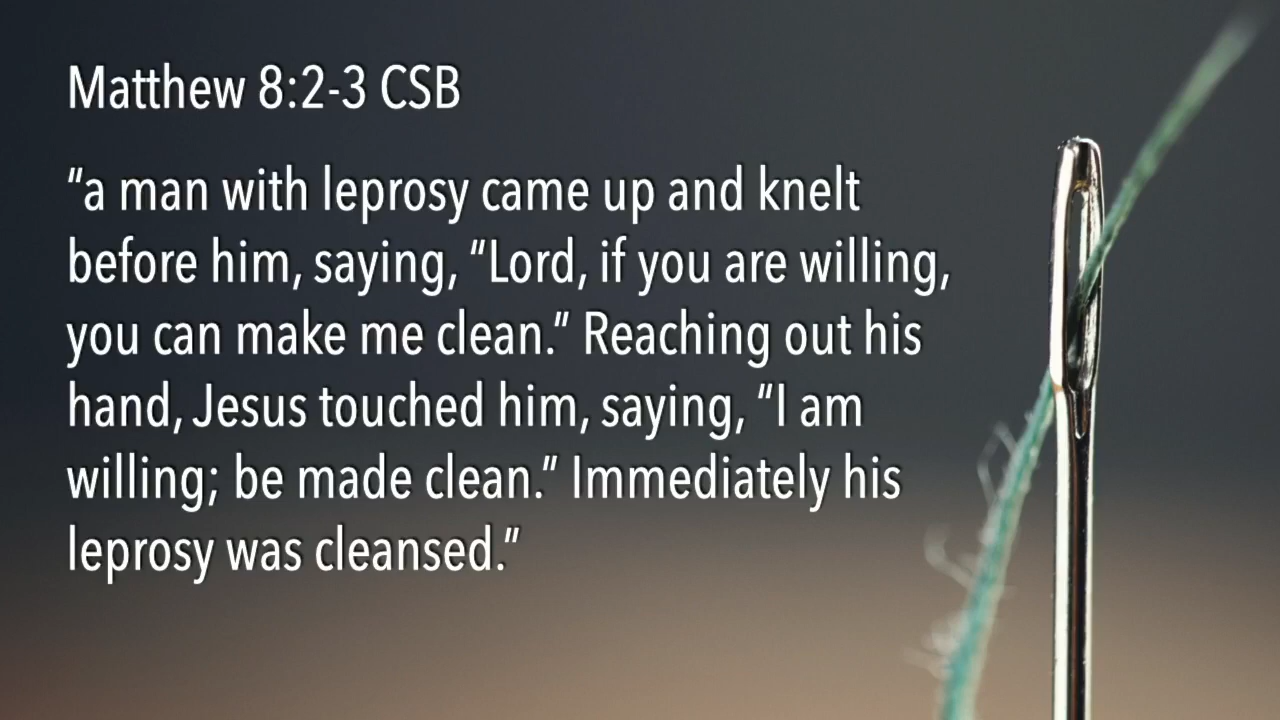 Matthew 8:2-3 CSB
“a man with leprosy came up and knelt
before him, saying, “Lord, if you are willing,
you can make me clean.” Reaching out his
hand, Jesus touched him, saying, “I am
willing; be made clean.” Immediately his
leprosy was cleansed.”